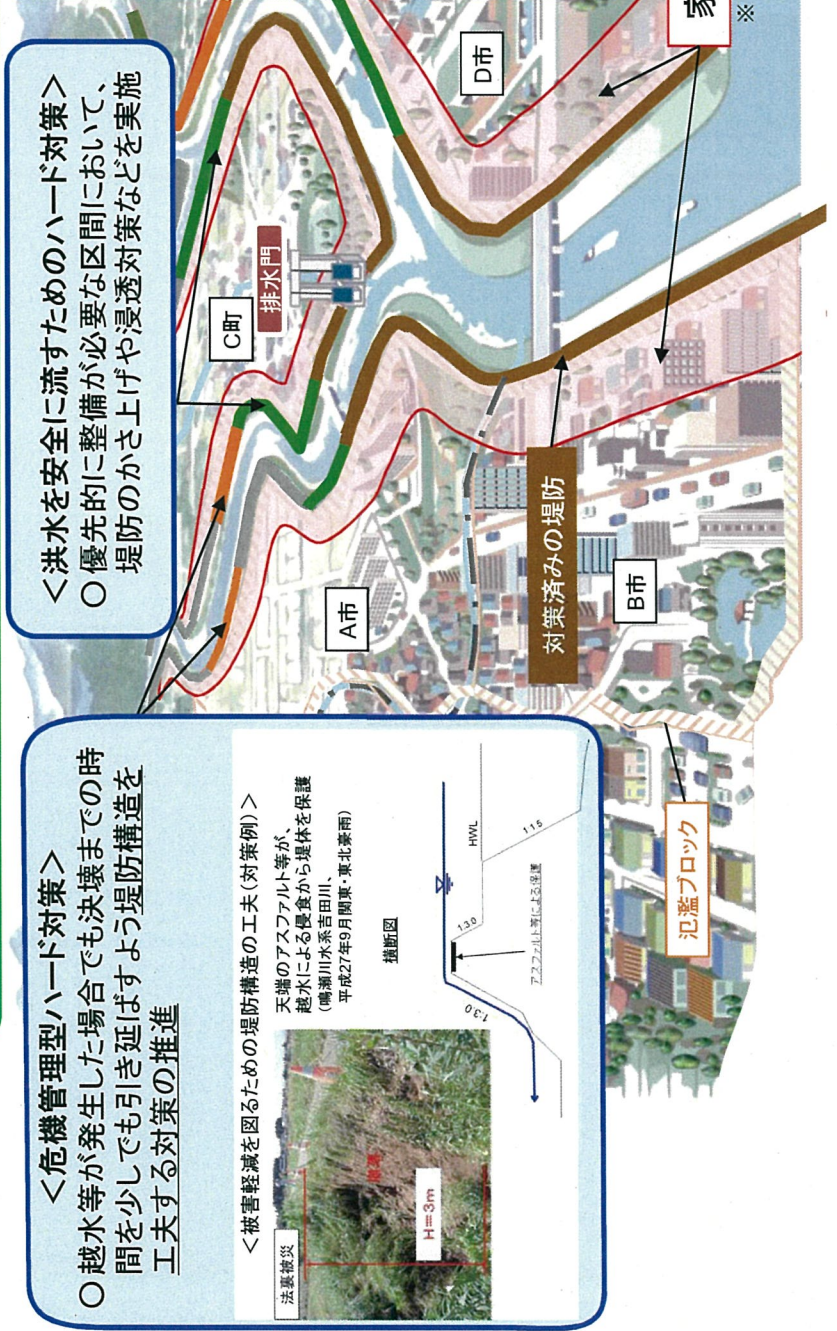 ＜危機管理型ハード対策＞
○越水等が発生した場合でも決壊までの時
間を少しでも引き延ばすよう堤防構造を
工夫する対策の推進
＜被害軽減を図るための堤防構造の工夫（対策例）＞
天端のアスファルト等が、
越水による侵食から堤体を保護
（鳴瀬川水系吉田川、
平成27年9月関東・東北豪雨）
法裏被災
H=3m
横断図
HWL
1:3.0
1:3.0
1:1.5
アスファルト等による保護
＜洪水を安全に流すためのハード対策＞
○優先的に整備が必要な区間において、
堤防のかさ上げや浸透対策などを実施
A市
B市
C町
D市
排水門
対策済みの堤防
氾濫ブロック
家
※